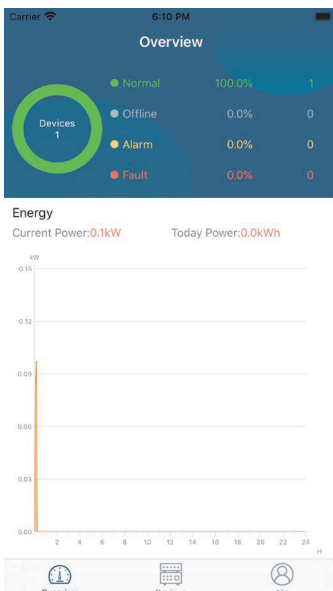 Carrier 6:10 PM
Overview
Devices
1
Normal 100.0% 1
Offline 0.0% 0
Alarm 0.0% 0
Fault 0.0% 0
Energy
Current Power:0.1kW Today Power:0.0kWh
kW
0.15
0.12
0.09
0.06
0.03
0.00
2 4 6 8 10 12 14 16 18 20 22 24
H
Overview Devices Me